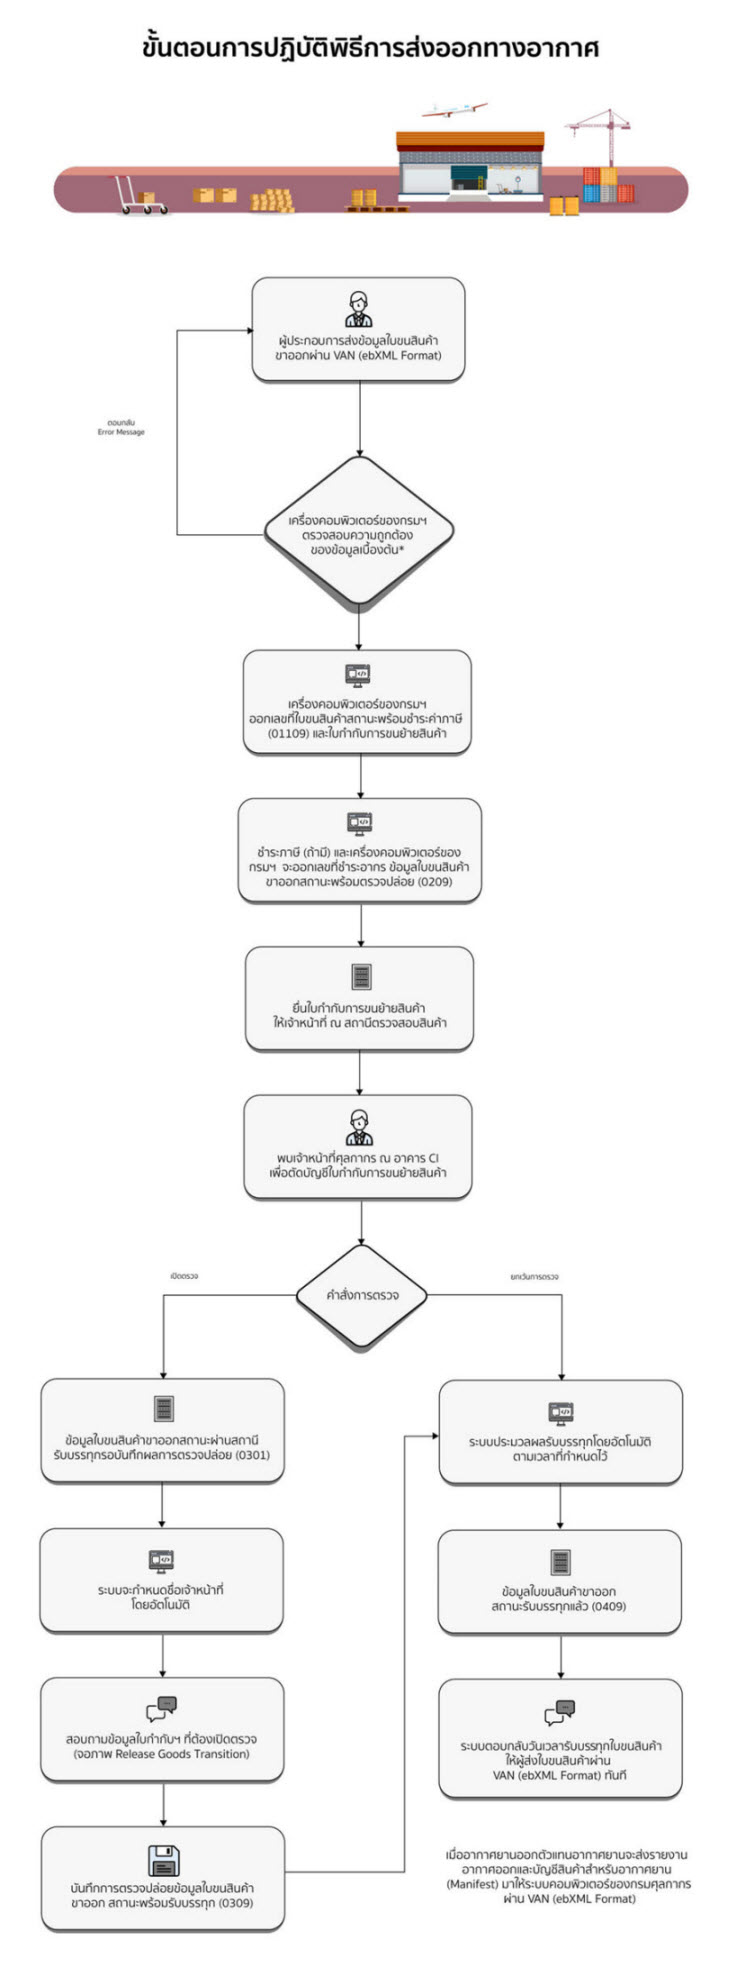 ขั้นตอนการปฏิบัติพิธีการส่งออกทางอากาศ
ผู้ประกอบการส่งข้อมูลใบขนสินค้า
ขาออกผ่าน VAN (ebXML Format)
ตอบกลับ
Error Message
เครื่องคอมพิวเตอร์ของกรมฯ
ตรวจสอบความถูกต้อง
ของข้อมูลเบื้องต้น*
เครื่องคอมพิวเตอร์ของกรมฯ
ออกเลขที่ใบขนสินค้าสถานะพร้อมชำระค่าภาษี
(01109) และใบกำกับการขนย้ายสินค้า
ชำระภาษี (ถ้ามี) และเครื่องคอมพิวเตอร์ของ
กรมฯ จะออกเลขที่ชำระอากร ข้อมูลใบขนสินค้า
ขาออกสถานะพร้อมตรวจปล่อย (0209)
ยื่นใบกำกับการขนย้ายสินค้า
ให้เจ้าหน้าที่ ณ สถานีตรวจสอบสินค้า
พบเจ้าหน้าที่ศุลกากร ณ อาคาร CI
เพื่อตัดบัญชีใบกำกับการขนย้ายสินค้า
คำสั่งการตรวจ
เปิดตรวจ
ยกเว้นการตรวจ
ข้อมูลใบขนสินค้าขาออกสถานะผ่านสถานี
รับบรรทุกรอบันทึกผลการตรวจปล่อย (0301)
ระบบจะกำหนดชื่อเจ้าหน้าที่
โดยอัตโนมัติ
สอบถามข้อมูลใบกำกับฯ ที่ต้องเปิดตรวจ
(จอภาพ Release Goods Transition)
บันทึกการตรวจปล่อยข้อมูลใบขนสินค้า
ขาออก สถานะพร้อมรับบรรทุก (0309)
ระบบประมวลผลรับบรรทุกโดยอัตโนมัติ
ตามเวลาที่กำหนดไว้
ข้อมูลใบขนสินค้าขาออก
สถานะรับบรรทุกแล้ว (0409)
ระบบตอบกลับวันเวลารับบรรทุกใบขนสินค้า
ให้ผู้ส่งใบขนสินค้าผ่าน
VAN (ebXML Format) ทันที
เมื่ออากาศยานออกตัวแทนอากาศยานจะส่งรายงาน
อากาศออกและบัญชีสินค้าสำหรับอากาศยาน
(Manifest) มาให้ระบบคอมพิวเตอร์ของกรมศุลกากร
ผ่าน VAN (ebXML Format)